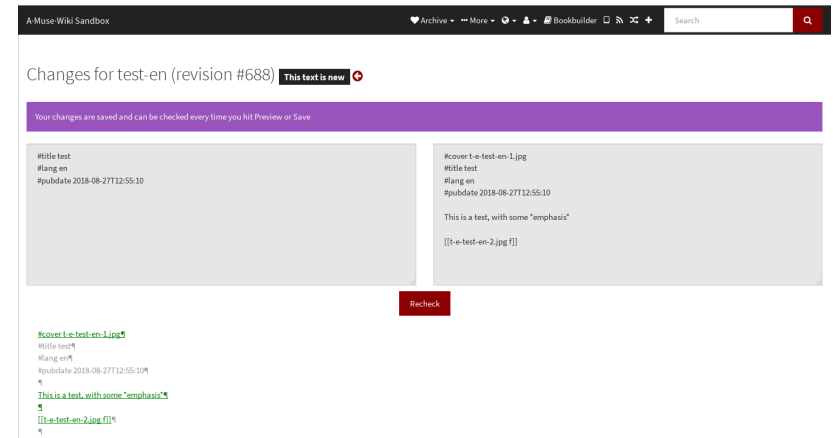 A-Muse-Wiki Sandbox Archive More Bookbuilder Search
Changes for test-en (revision #688) This text is new
Your changes are saved and can be checked every time you hit Preview or Save
#title test
#lang en
#pubdate 2018-08-27T12:55:10
#cover t-e-test-en-1.jpg
#title test
#lang en
#pubdate 2018-08-27T12:55:10
This is a test, with some *emphasis*
[[t-e-test-en-2.jpg f]]
Recheck
#cover t-e-test-en-1.jpg¶
#title test¶
#lang en¶
#pubdate 2018-08-27T12:55:10¶
¶
This is a test, with some *emphasis*¶
¶
[[t-e-test-en-2.jpg f]]¶
¶